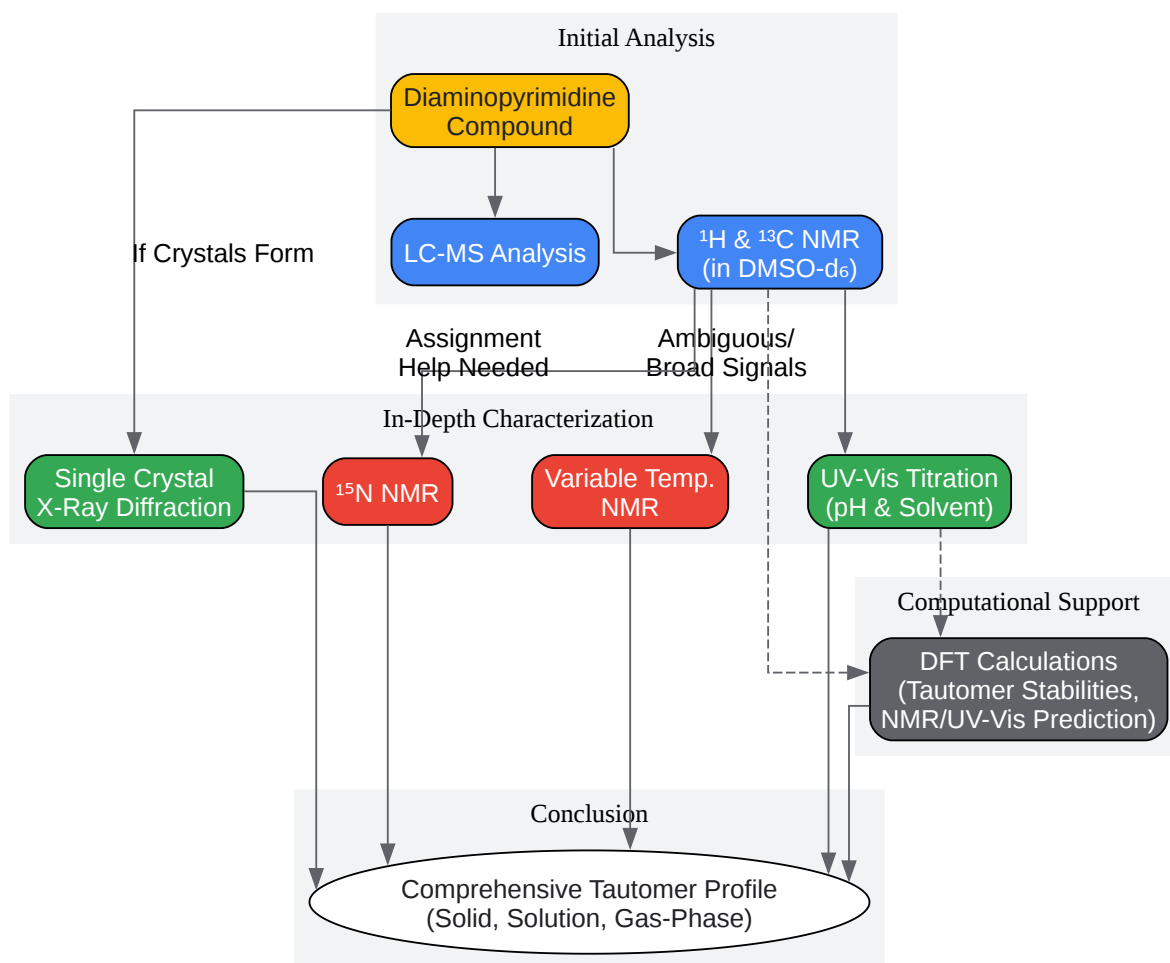 Initial Analysis
Diaminopyrimidine
Compound
LC-MS Analysis
¹H & ¹³C NMR
(in DMSO-d₆)
If Crystals Form
Assignment
Help Needed
Ambiguous/
Broad Signals
In-Depth Characterization
Single Crystal
X-Ray Diffraction
¹⁵N NMR
Variable Temp.
NMR
UV-Vis Titration
(pH & Solvent)
Computational Support
DFT Calculations
(Tautomer Stabilities,
NMR/UV-Vis Prediction)
Conclusion
Comprehensive Tautomer Profile
(Solid, Solution, Gas-Phase)